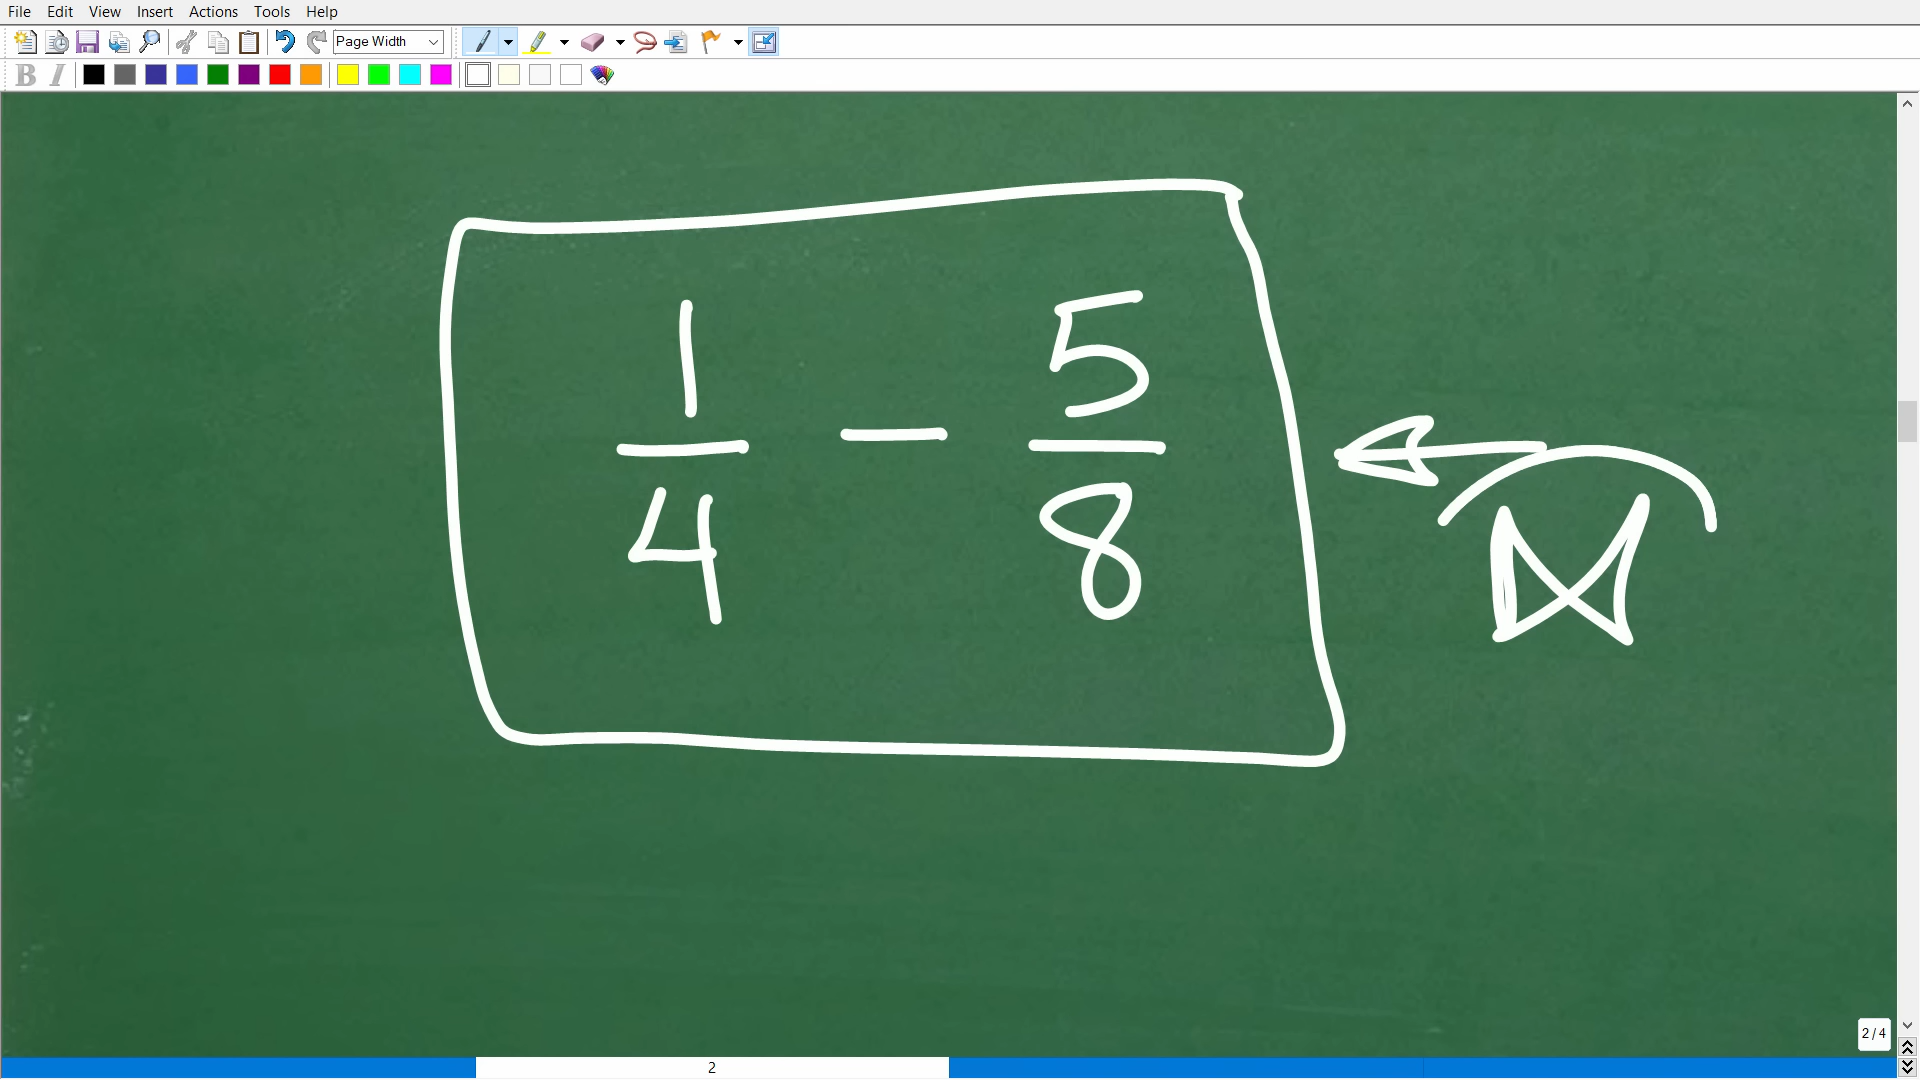 File Edit View Insert Actions Tools Help
Page Width
B I
1/4 − 5/8
2 / 4
2